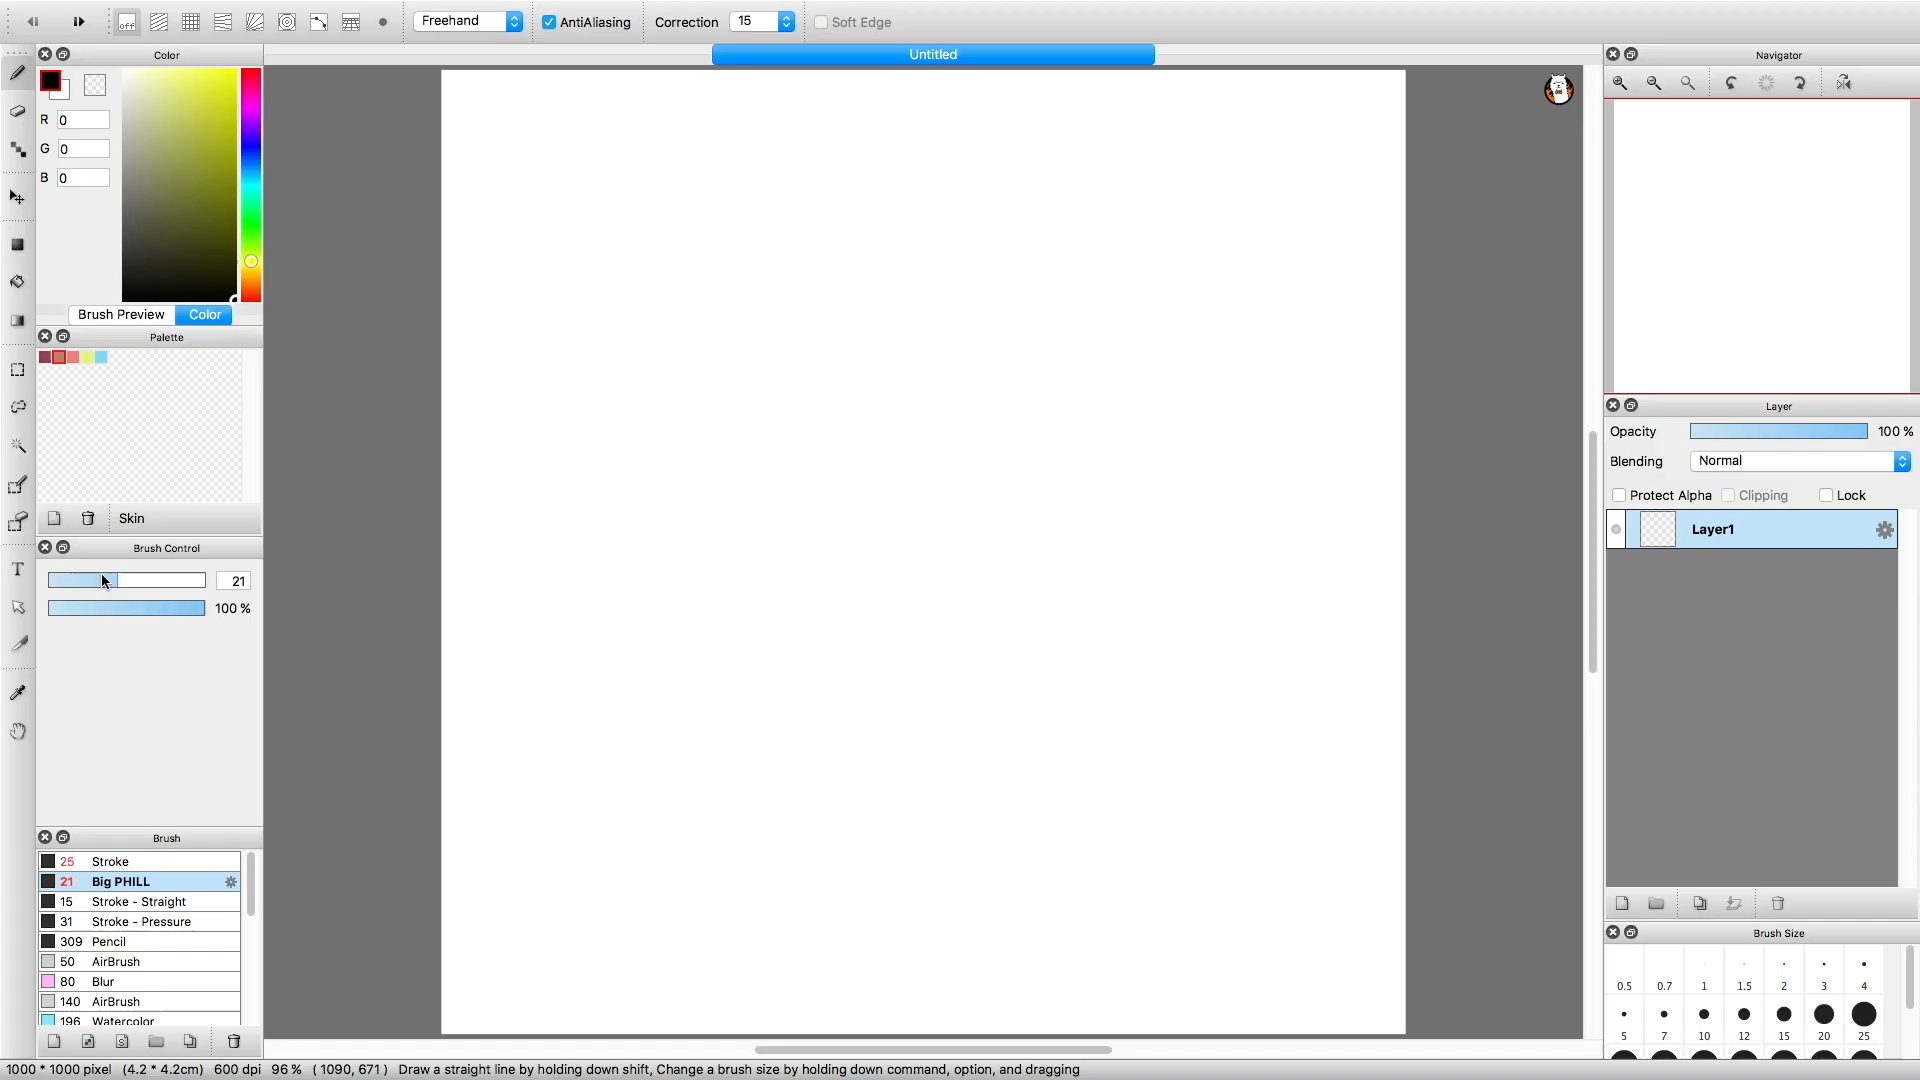 off
Freehand
AntiAliasing
Correction 15
Soft Edge
Color
Untitled
Navigator
R 0
G 0
B 0
Brush Preview
Color
Palette
Skin
Brush Control
21
100 %
Brush
25 Stroke
21 Big PHILL
15 Stroke - Straight
31 Stroke - Pressure
309 Pencil
50 AirBrush
80 Blur
140 AirBrush
196 Watercolor
Layer
Opacity 100 %
Blending Normal
Protect Alpha Clipping Lock
Layer1
Brush Size
0.5 0.7 1 1.5 2 3 4
5 7 10 12 15 20 25
1000 * 1000 pixel (4.2 * 4.2cm) 600 dpi 96 % ( 1090, 671 ) Draw a straight line by holding down shift, Change a brush size by holding down command, option, and dragging